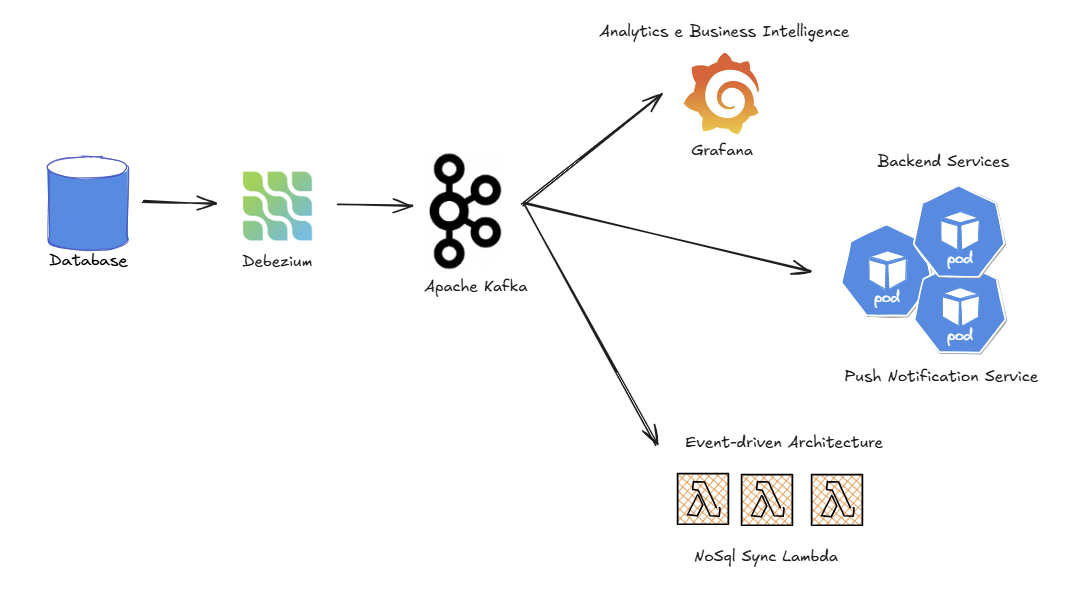 Analytics e Business Intelligence
Grafana
Backend Services
Database
Debezium
Apache Kafka
pod
pod
pod
Push Notification Service
Event-driven Architecture
NoSql Sync Lambda